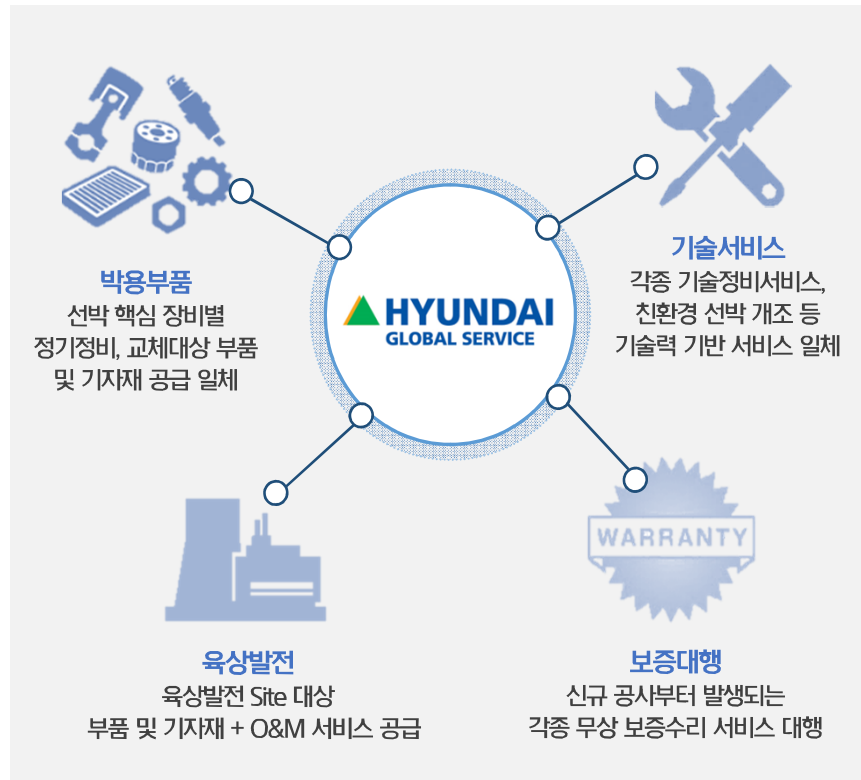 박용부품
선박 핵심 장비별
정기정비, 교체대상 부품
및 기자재 공급 일체
기술서비스
각종 기술정비서비스,
친환경 선박 개조 등
기술력 기반 서비스 일체
HYUNDAI
GLOBAL SERVICE
육상발전
육상발전 Site 대상
부품 및 기자재 + O&M 서비스 공급
WARRANTY
보증대행
신규 공사부터 발생되는
각종 무상 보증수리 서비스 대행